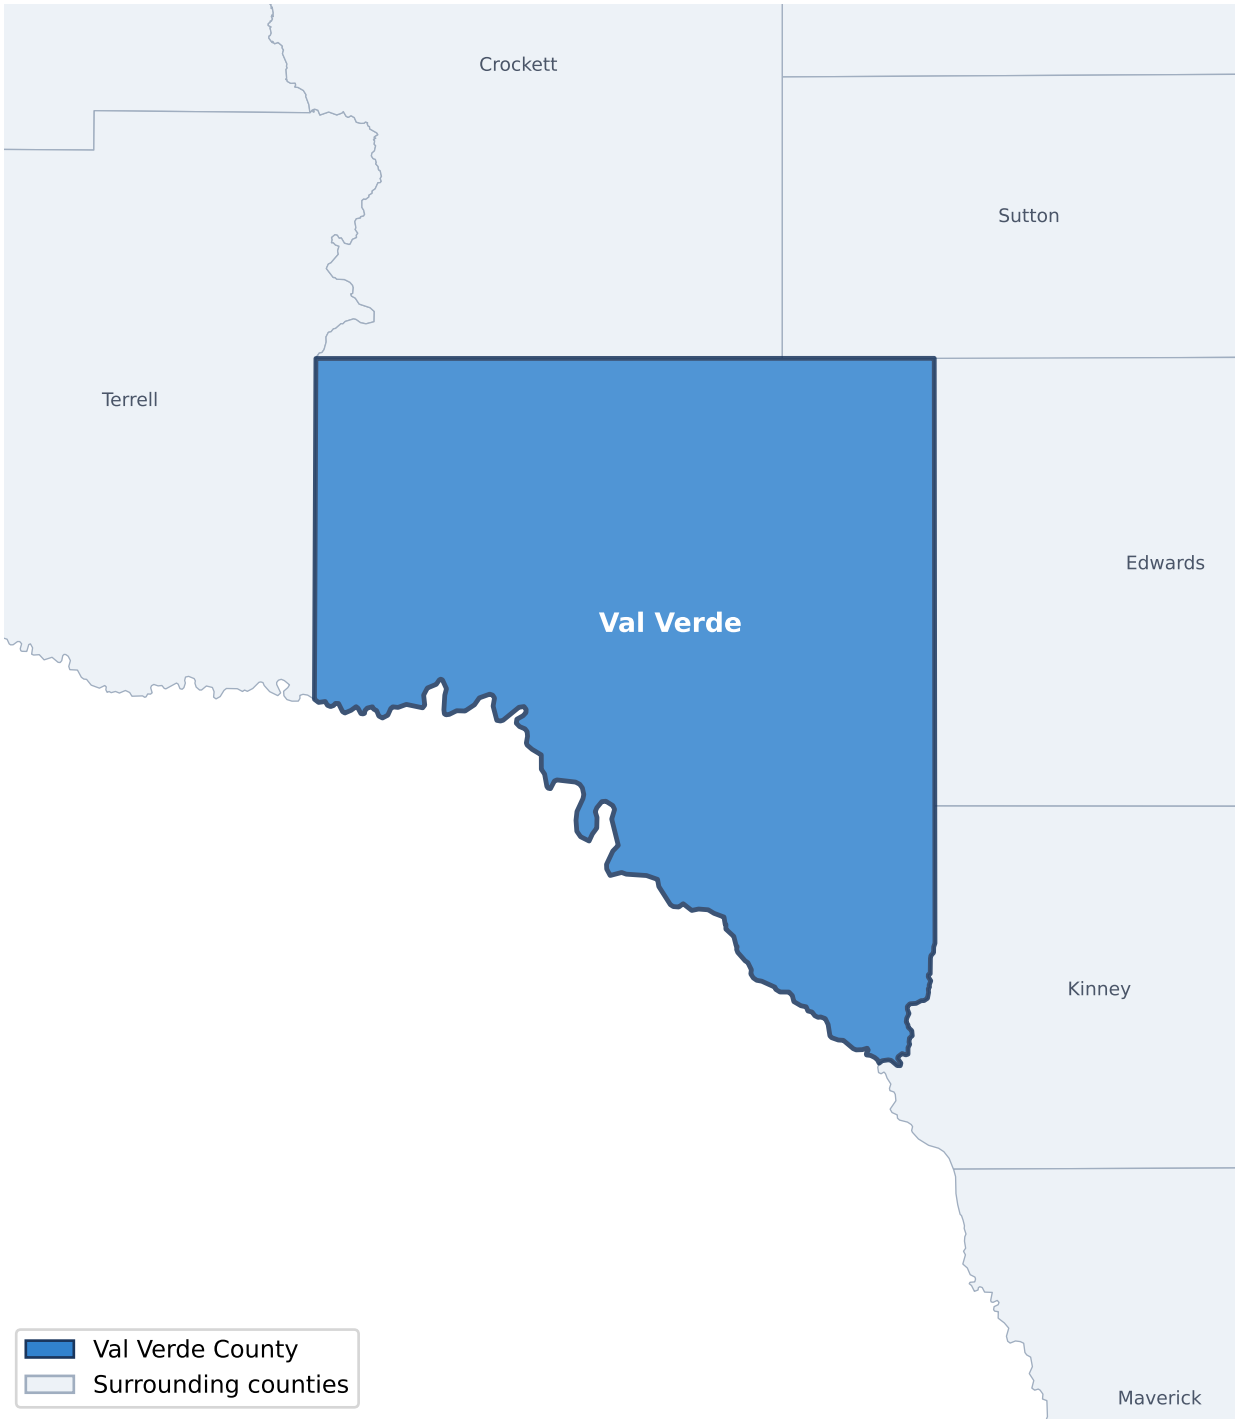 Crockett
Sutton
Terrell
Edwards
Val Verde
Kinney
Val Verde County
Surrounding counties
Maverick